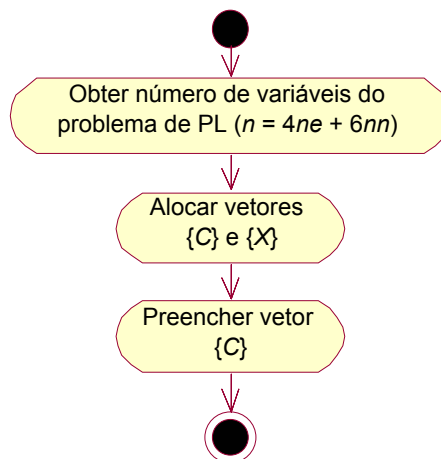 Obter número de variáveis do
problema de PL (n = 4ne + 6nn)
Alocar vetores
{C} e {X}
Preencher vetor
{C}